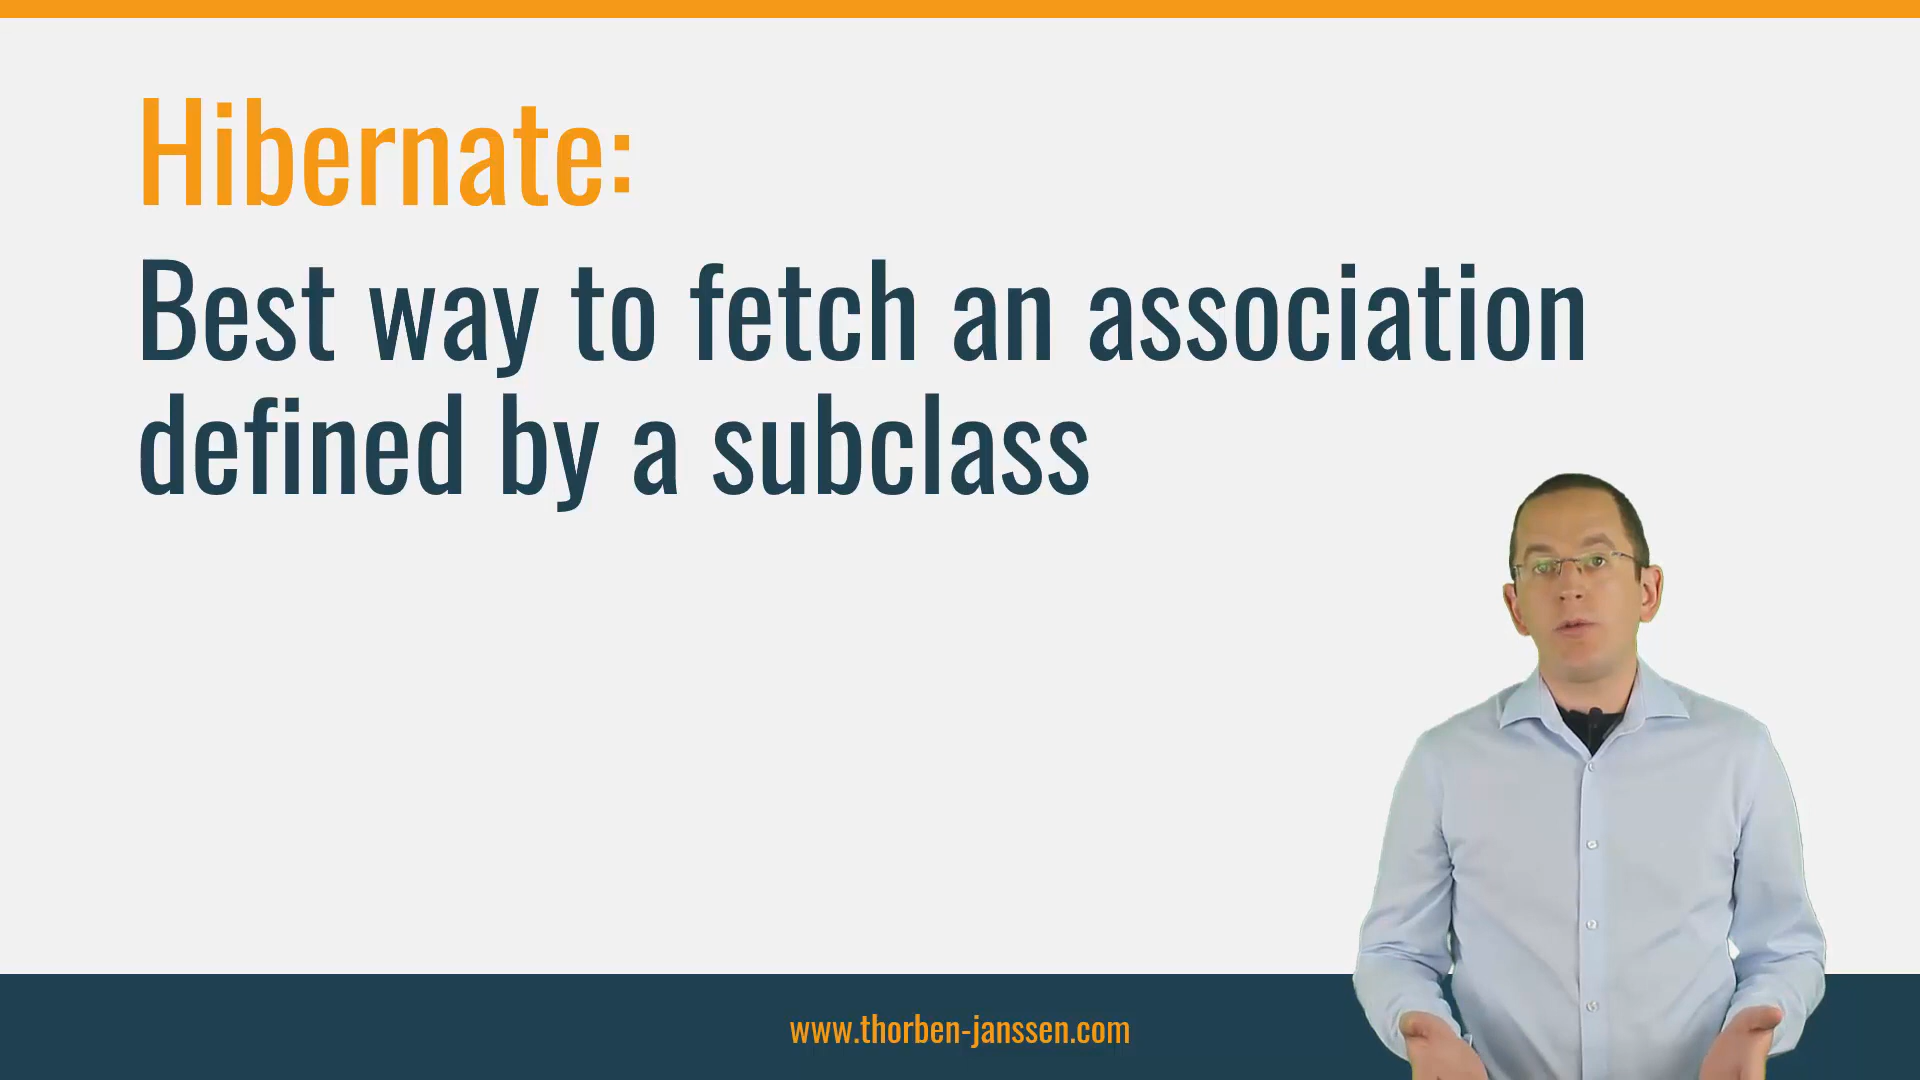 Hibernate:
Best way to fetch an association
defined by a subclass
www.thorben-janssen.com